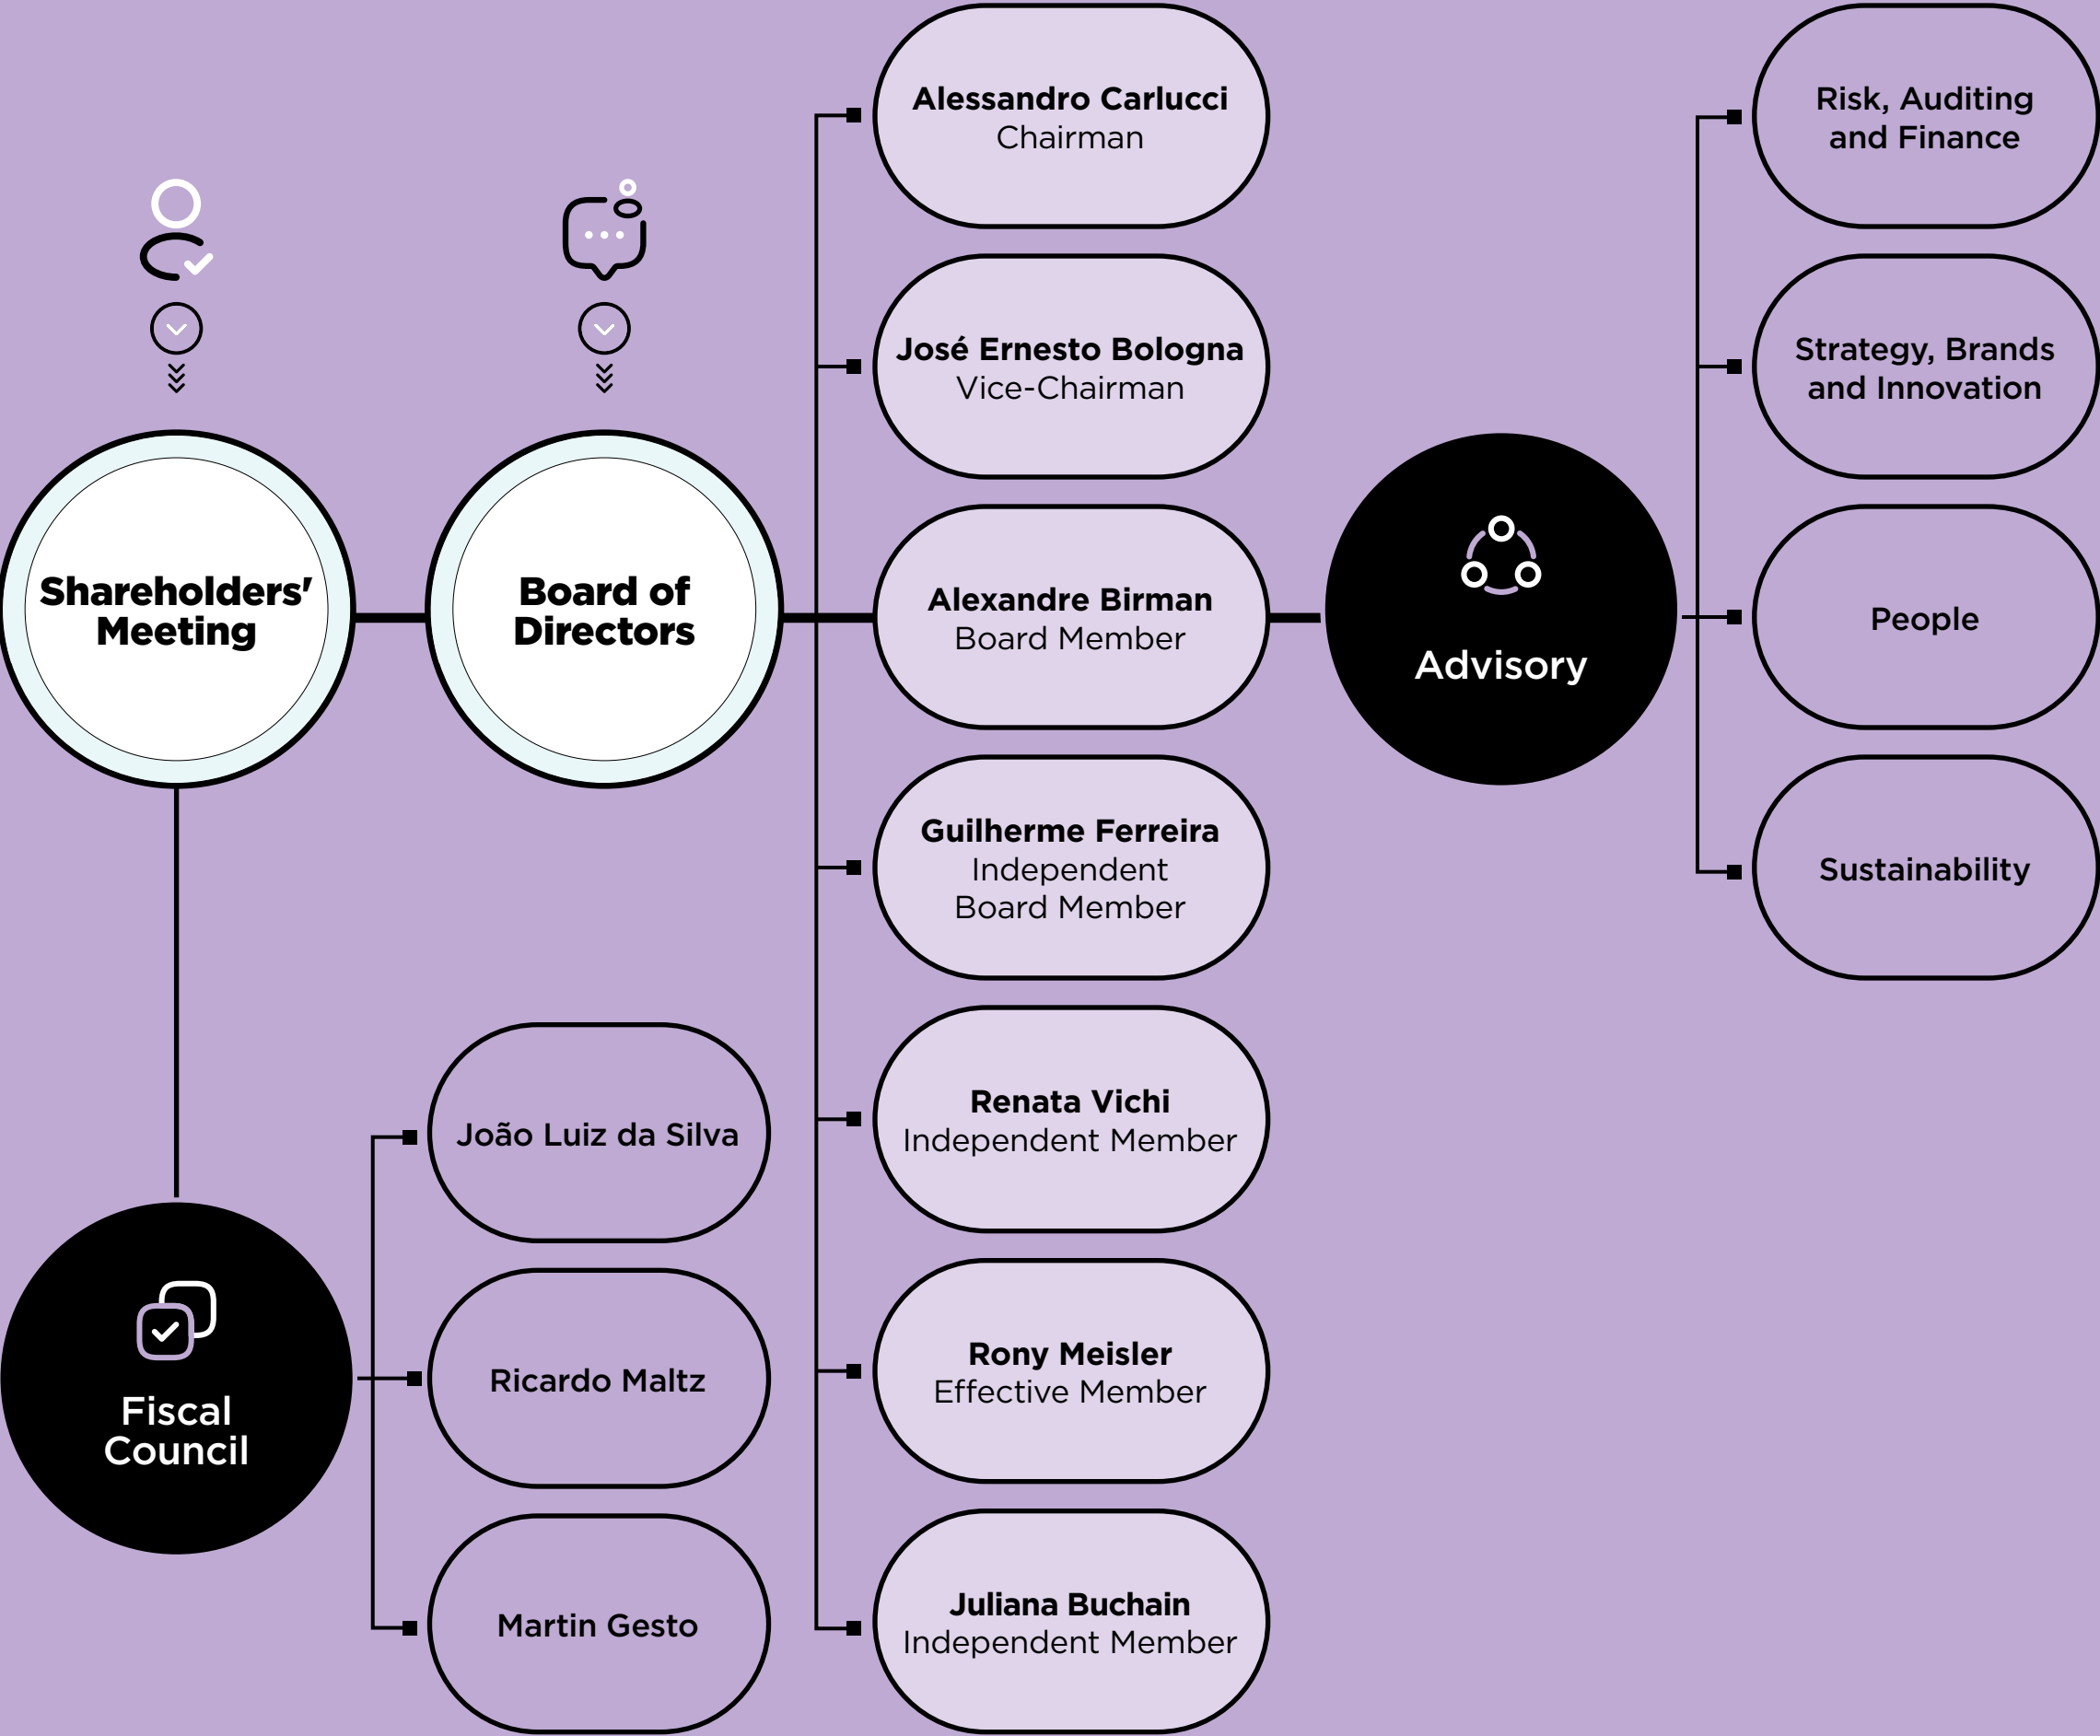 Shareholders'
Meeting
Board of
Directors
Alessandro Carlucci
Chairman
José Ernesto Bologna
Vice-Chairman
Alexandre Birman
Board Member
Guilherme Ferreira
Independent
Board Member
Renata Vichi
Independent Member
Rony Meisler
Effective Member
Juliana Buchain
Independent Member
Advisory
Risk, Auditing
and Finance
Strategy, Brands
and Innovation
People
Sustainability
Fiscal
Council
João Luiz da Silva
Ricardo Maltz
Martin Gesto